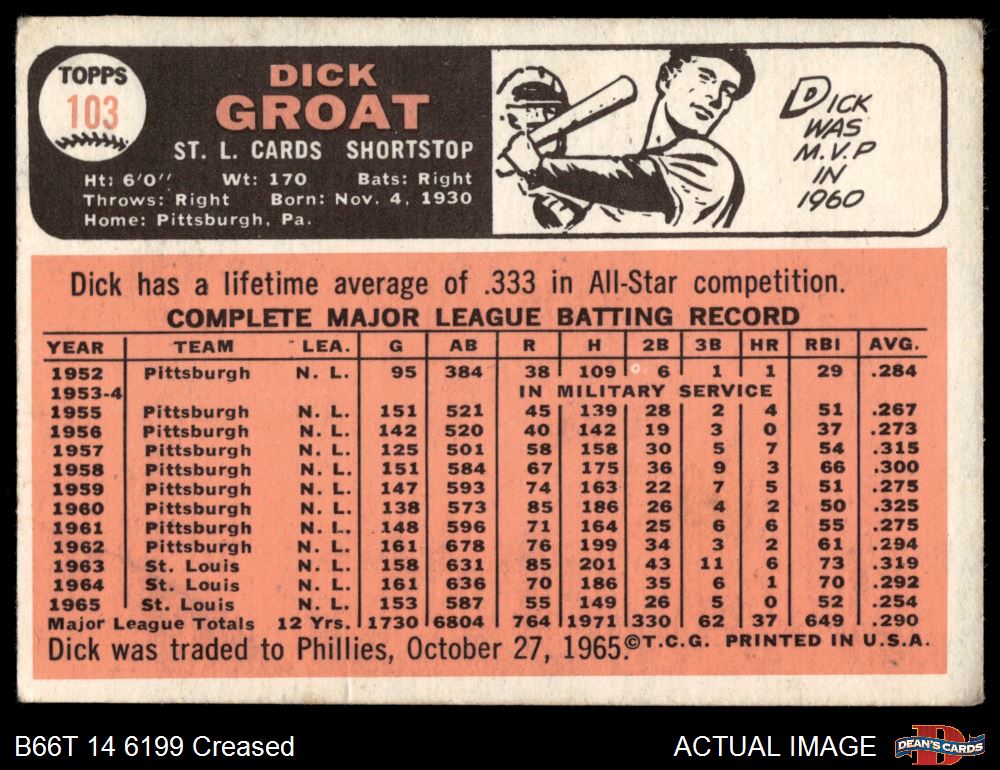 TOPPS
103
DICK
GROAT
ST. L. CARDS SHORTSTOP
Ht: 6'0'' Wt: 170 Bats: Right
Throws: Right Born: Nov. 4, 1930
Home: Pittsburgh, Pa.
DICK
WAS
M.V.P
IN
1960
Dick has a lifetime average of .333 in All-Star competition.
COMPLETE MAJOR LEAGUE BATTING RECORD
YEAR TEAM LEA. G AB R H 2B 3B HR RBI AVG.
1952 Pittsburgh N. L. 95 384 38 109 6 1 1 29 .284
1953-4 IN MILITARY SERVICE
1955 Pittsburgh N. L. 151 521 45 139 28 2 4 51 .267
1956 Pittsburgh N. L. 142 520 40 142 19 3 0 37 .273
1957 Pittsburgh N. L. 125 501 58 158 30 5 7 54 .315
1958 Pittsburgh N. L. 151 584 67 175 36 9 3 66 .300
1959 Pittsburgh N. L. 147 593 74 163 22 7 5 51 .275
1960 Pittsburgh N. L. 138 573 85 186 26 4 2 50 .325
1961 Pittsburgh N. L. 148 596 71 164 25 6 6 55 .275
1962 Pittsburgh N. L. 161 678 76 199 34 3 2 61 .294
1963 St. Louis N. L. 158 631 85 201 43 11 6 73 .319
1964 St. Louis N. L. 161 636 70 186 35 6 1 70 .292
1965 St. Louis N. L. 153 587 55 149 26 5 0 52 .254
Major League Totals 12 Yrs. 1730 6804 764 1971 330 62 37 649 .290
Dick was traded to Phillies, October 27, 1965. ©T.C.G. PRINTED IN U.S.A.
B66T 14 6199 Creased
ACTUAL IMAGE
DEAN'S CARDS